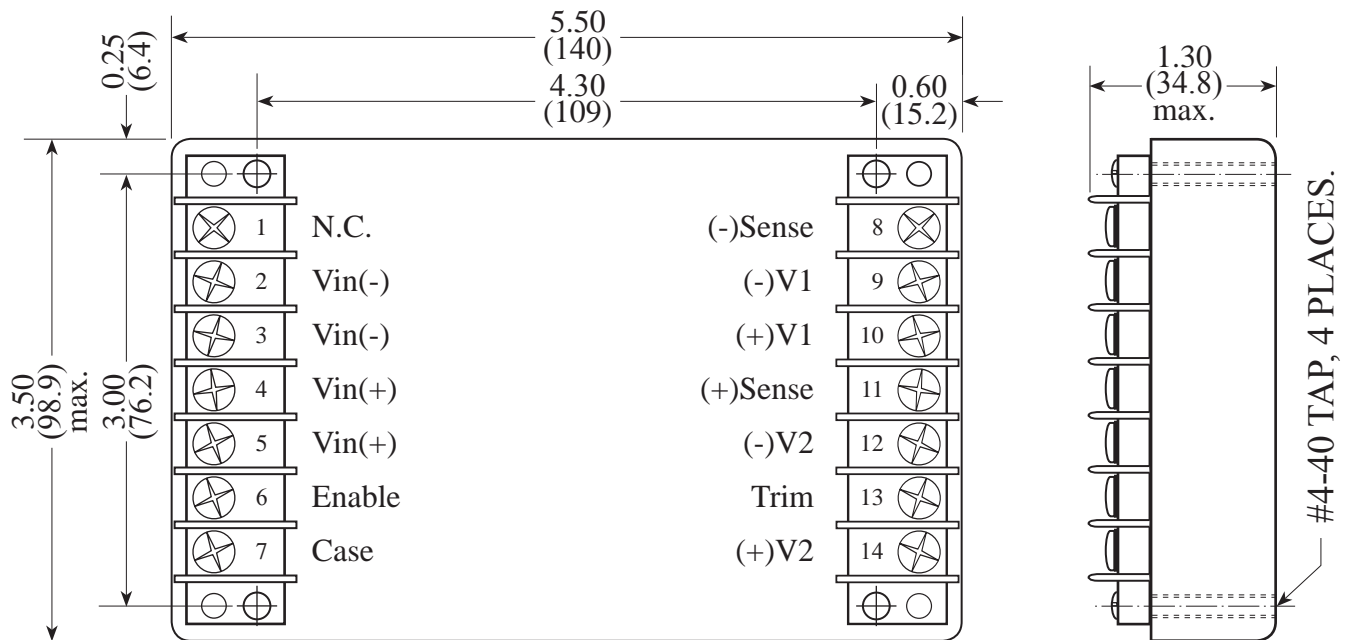 5.50
(140)
4.30
(109)
0.60
(15.2)
0.25
(6.4)
1.30
(34.8)
max.
3.50
(98.9)
max.
3.00
(76.2)
1 N.C.
2 Vin(-)
3 Vin(-)
4 Vin(+)
5 Vin(+)
6 Enable
7 Case
(-)Sense 8
(-)V1 9
(+)V1 10
(+)Sense 11
(-)V2 12
Trim 13
(+)V2 14
#4-40 TAP, 4 PLACES.